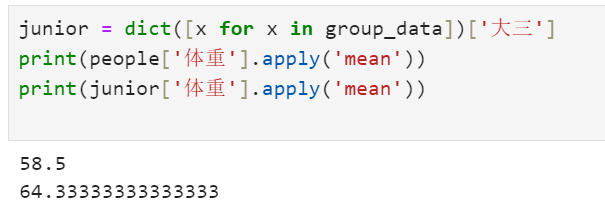 junior = dict([x for x in group_data])['大三']
print(people['体重'].apply('mean'))
print(junior['体重'].apply('mean'))
58.5
64.33333333333333